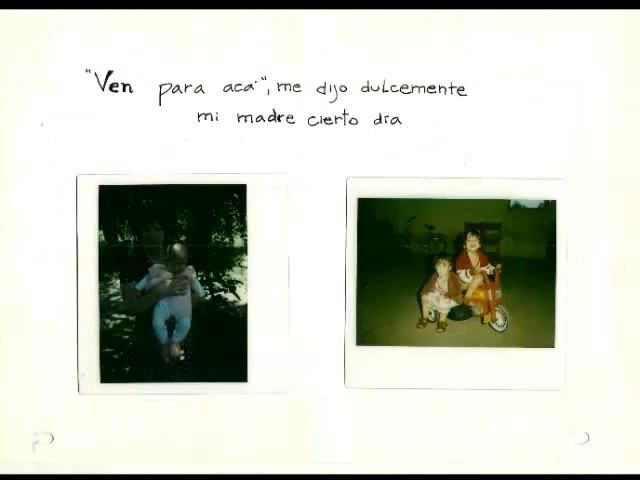 "Ven para acá", me dijo dulcemente
mi madre cierto día